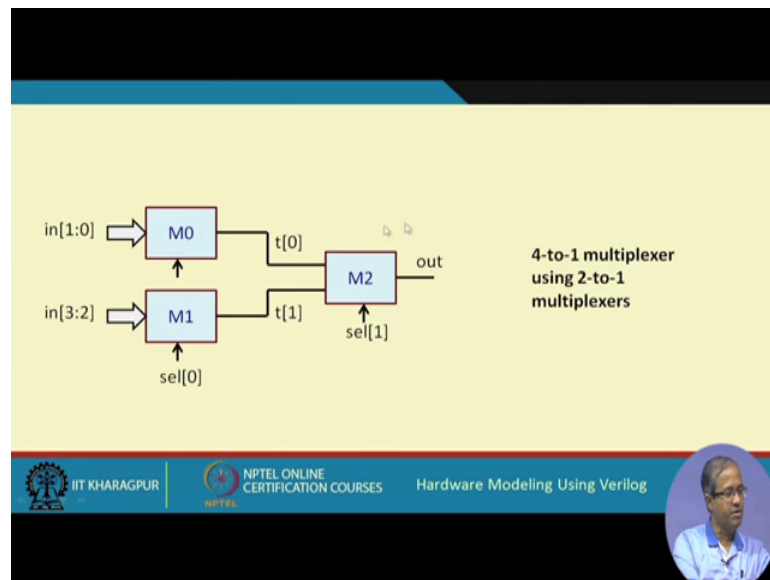 in[1:0]
M0
t[0]
M2
out
in[3:2]
M1
t[1]
sel[1]
sel[0]
4-to-1 multiplexer
using 2-to-1
multiplexers
IIT KHARAGPUR
NPTEL
NPTEL ONLINE
CERTIFICATION COURSES
Hardware Modeling Using Verilog